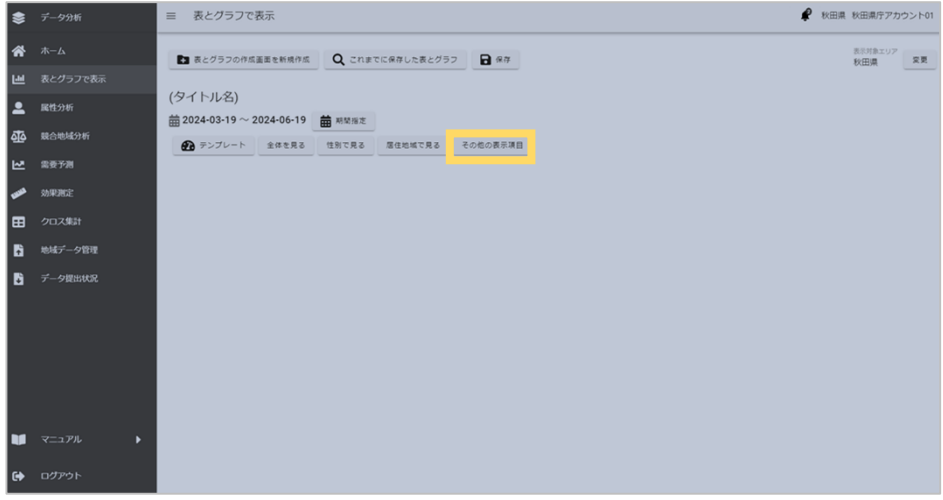 データ分析
ホーム
表とグラフで表示
属性分析
競合地域分析
需要予測
効果測定
クロス集計
地域データ管理
データ提出状況
マニュアル
ログアウト
表とグラフで表示
秋田県 秋田県庁アカウント01
表とグラフの作成画面を新規作成 これまでに保存した表とグラフ 保存
表示対象エリア
秋田県 変更
(タイトル名)
2024-03-19 ～ 2024-06-19 期間指定
テンプレート 全体を見る 性別で見る 居住地域で見る その他の表示項目